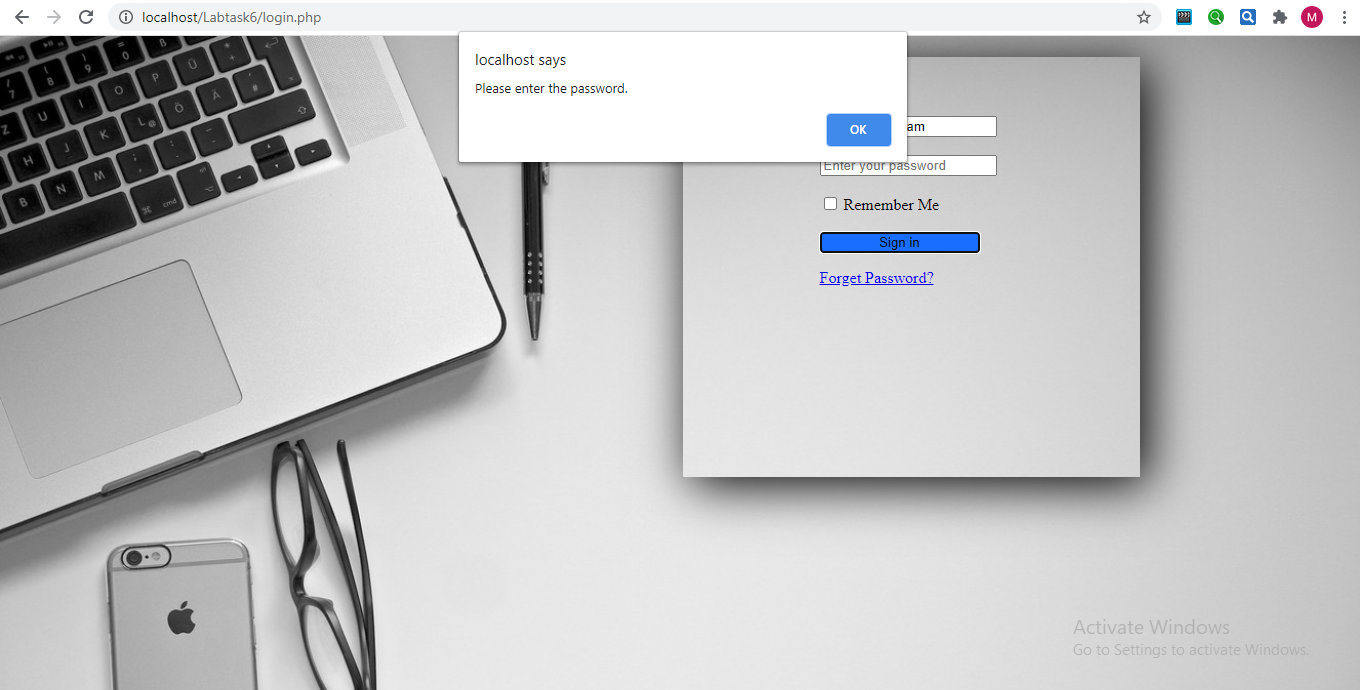 localhost/Labtask6/login.php
M
localhost says
Please enter the password.
OK
am
Enter your password
Remember Me
Sign in
Forget Password?
Activate Windows
Go to Settings to activate Windows.